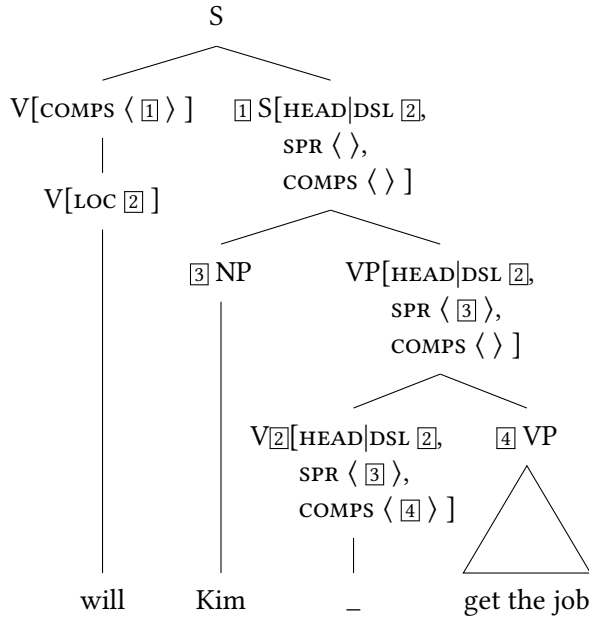 S
V[COMPS ⟨ 1 ⟩ ] 1 S[HEAD|DSL 2,
SPR ⟨ ⟩,
COMPS ⟨ ⟩ ]
V[LOC 2 ]
3 NP VP[HEAD|DSL 2,
SPR ⟨ 3 ⟩,
COMPS ⟨ ⟩ ]
V2[HEAD|DSL 2, 4 VP
SPR ⟨ 3 ⟩,
COMPS ⟨ 4 ⟩ ]
will Kim _ get the job